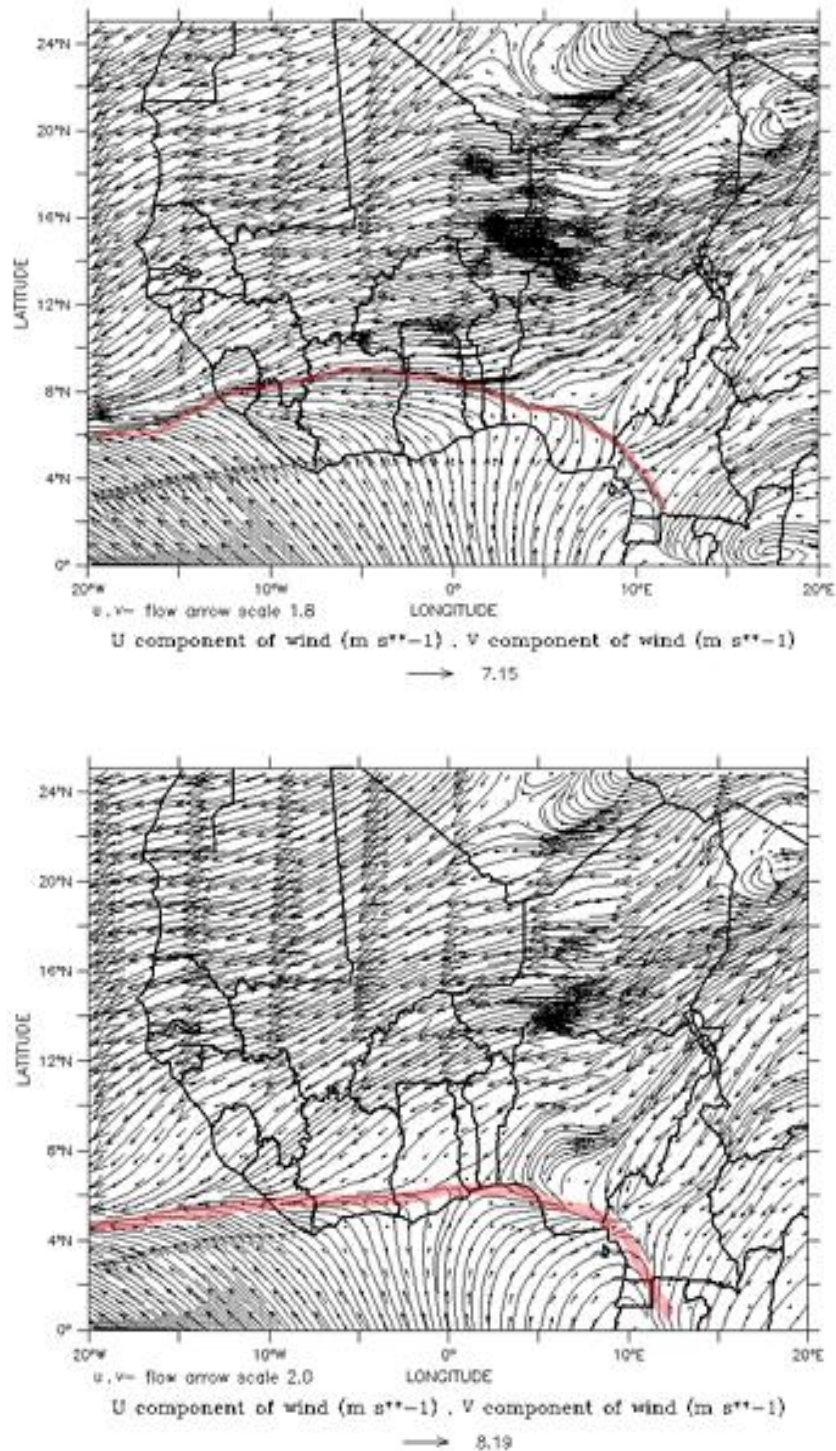 24°N
20°N
16°N
12°N
8°N
4°N
0°
LATITUDE
20°W 10°W 0° 10°E 20°E
u,v— flow arrow scale 1.8 LONGITUDE
U component of wind (m s**−1) , V component of wind (m s**−1)
7.15
24°N
20°N
16°N
12°N
8°N
4°N
0°
LATITUDE
20°W 10°W 0° 10°E 20°E
u,v— flow arrow scale 2.0 LONGITUDE
U component of wind (m s**−1) , V component of wind (m s**−1)
8.19